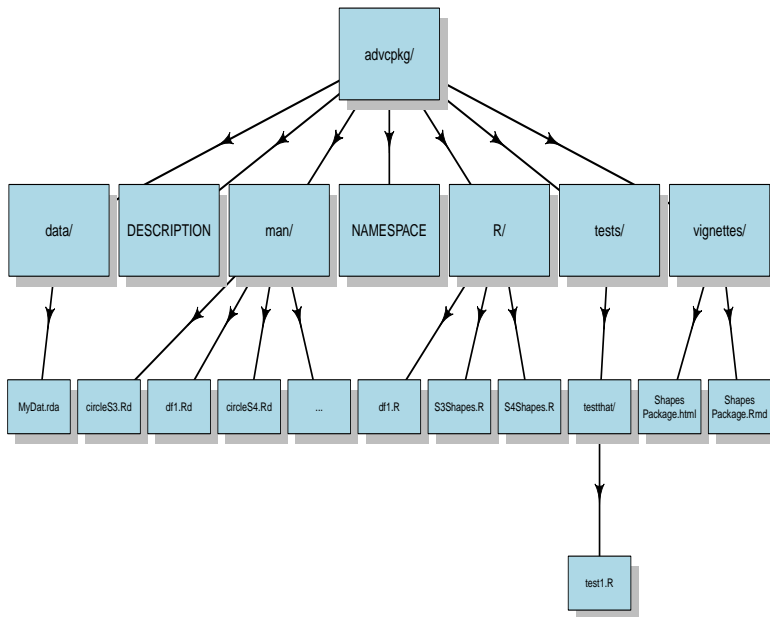 advcpkg/
data/
DESCRIPTION
man/
NAMESPACE
R/
tests/
vignettes/
MyDat.rda
circleS3.Rd
df1.Rd
circleS4.Rd
...
df1.R
S3Shapes.R
S4Shapes.R
testthat/
Shapes
Package.html
Shapes
Package.Rmd
test1.R